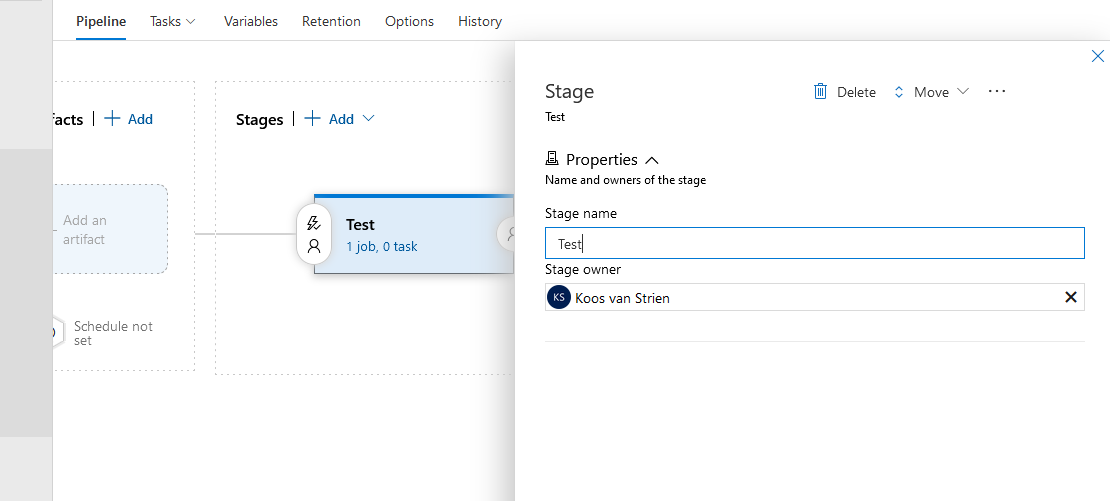 Pipeline Tasks Variables Retention Options History
facts | + Add
Stages | + Add
Add an
artifact
Schedule not
set
Test
1 job, 0 task
Stage
Delete
Move
...
Test
Properties
Name and owners of the stage
Stage name
Test
Stage owner
KS Koos van Strien